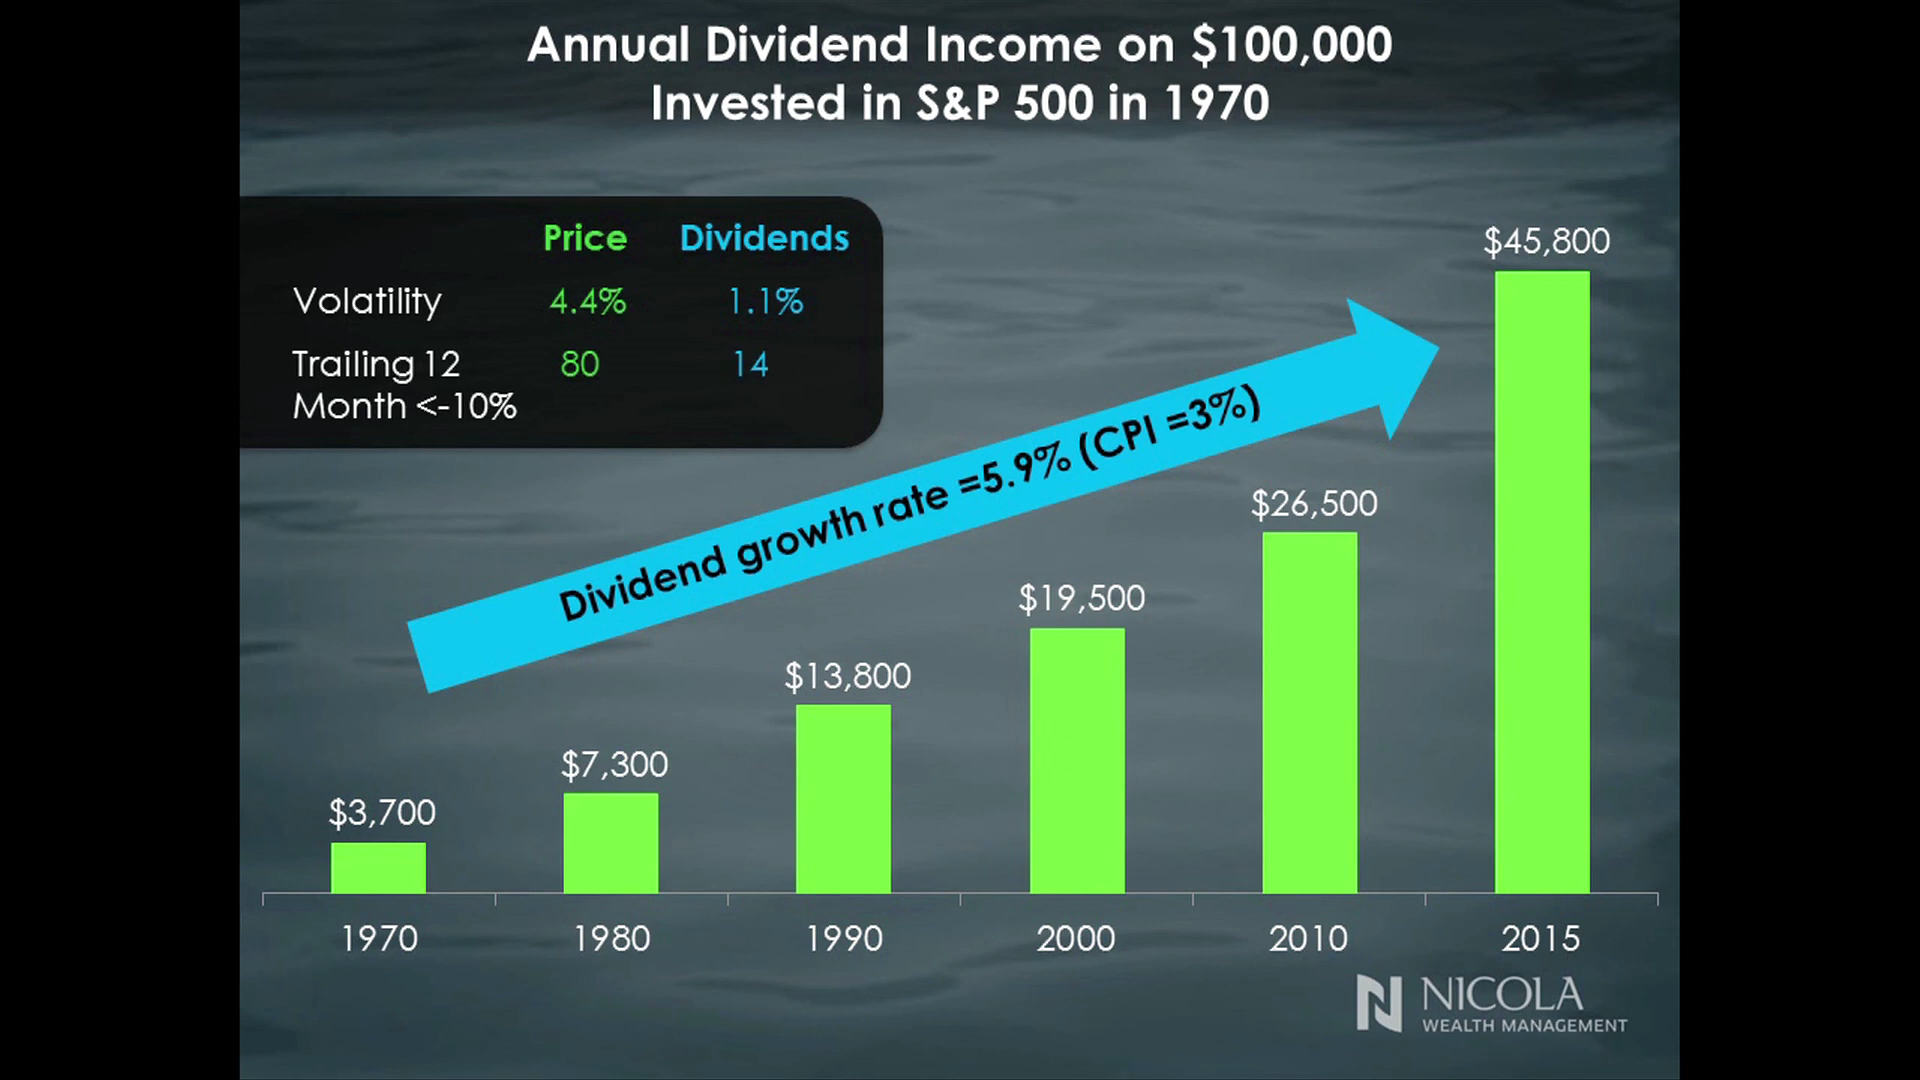 Annual Dividend Income on $100,000
Invested in S&P 500 in 1970
Price Dividends
Volatility 4.4% 1.1%
Trailing 12 80 14
Month <-10%
Dividend growth rate =5.9% (CPI =3%)
$3,700
$7,300
$13,800
$19,500
$26,500
$45,800
1970 1980 1990 2000 2010 2015
NICOLA
WEALTH MANAGEMENT